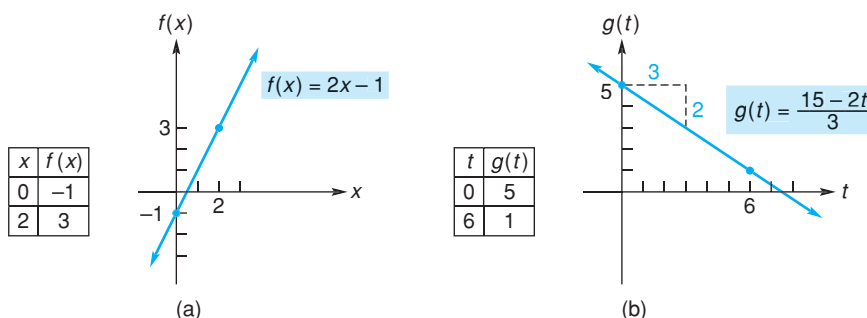 f(x)
f(x) = 2x – 1
3
x f(x)
0 –1
2 3
–1
2
x
(a)
g(t)
3
5
2
g(t) = 15 – 2t
3
t g(t)
0 5
6 1
6
t
(b)